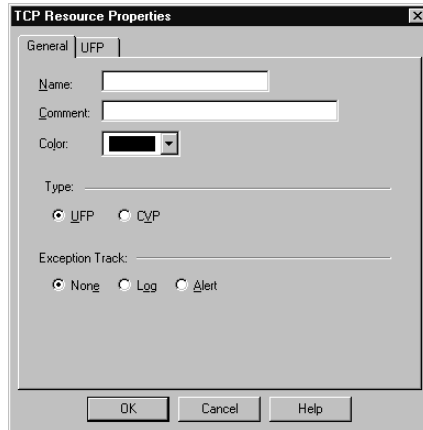 TCP Resource Properties
General UFP
Name:
Comment:
Color:
Type:
UFP CVP
Exception Track:
None Log Alert
OK Cancel Help